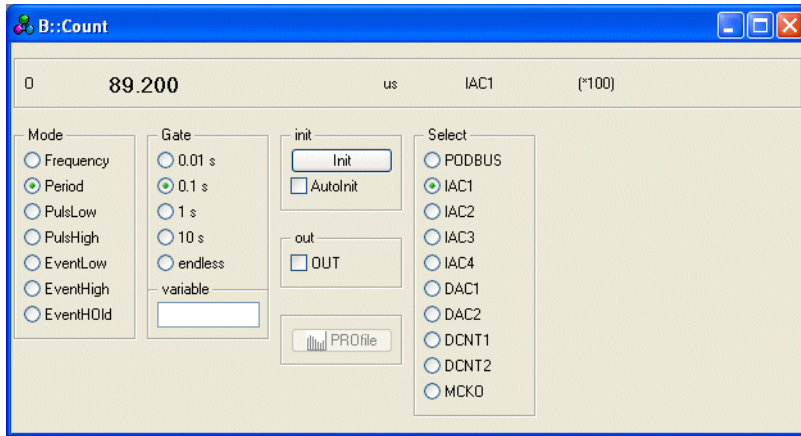 B::Count
0 89.200 us IAC1 (*100)
Mode
Frequency
Period
PulsLow
PulsHigh
EventLow
EventHigh
EventHOld
Gate
0.01 s
0.1 s
1 s
10 s
endless
variable
init
Init
AutoInit
out
OUT
PROfile
Select
PODBUS
IAC1
IAC2
IAC3
IAC4
DAC1
DAC2
DCNT1
DCNT2
MCKO